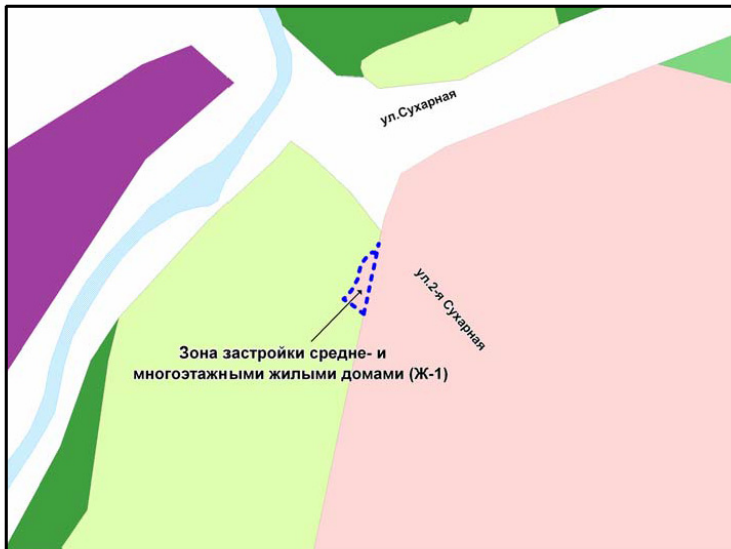 ул.Сухарная
ул.2-я Сухарная
Зона застройки средне- и
многоэтажными жилыми домами (Ж-1)